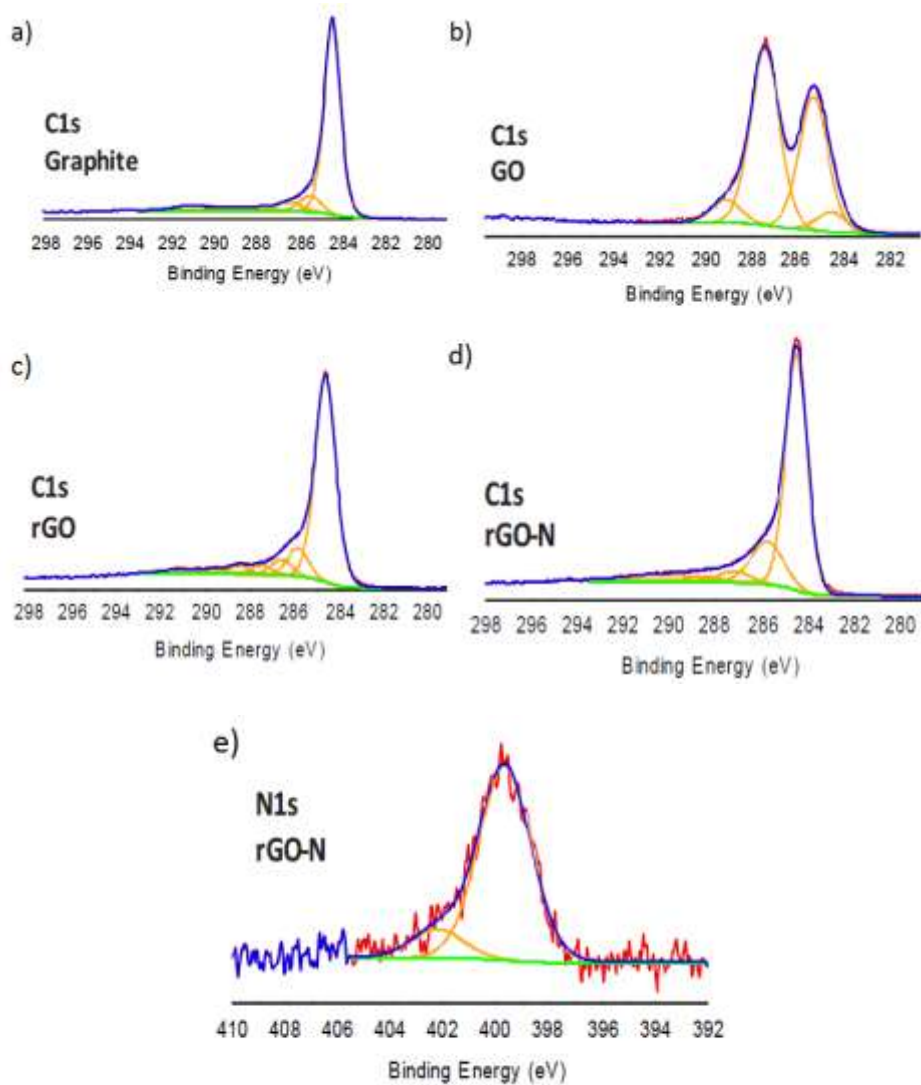 a)
C1s
Graphite
298 296 294 292 290 288 286 284 282 280
Binding Energy (eV)
b)
C1s
GO
298 296 294 292 290 288 286 284 282
Binding Energy (eV)
c)
C1s
rGO
298 296 294 292 290 288 286 284 282 280
Binding Energy (eV)
d)
C1s
rGO-N
298 296 294 292 290 288 286 284 282 280
Binding Energy (eV)
e)
N1s
rGO-N
410 408 406 404 402 400 398 396 394 392
Binding Energy (eV)